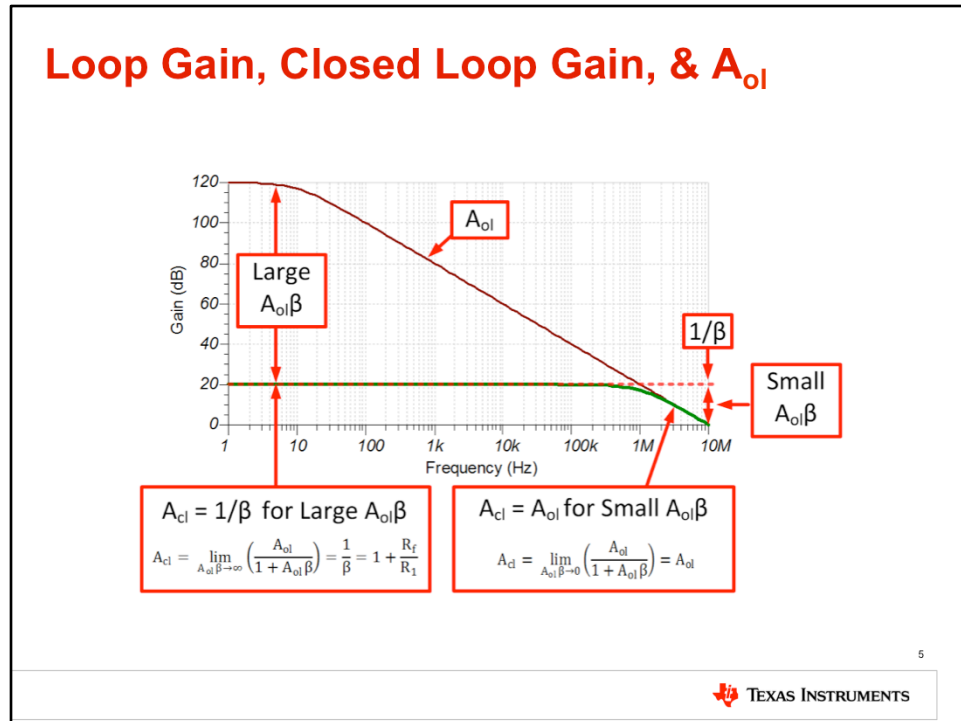 Loop Gain, Closed Loop Gain, & Aol
120
100
80
60
40
20
0
Gain (dB)
Large
Aolβ
Aol
1/β
Small
Aolβ
1 10 100 1k 10k 100k 1M 10M
Frequency (Hz)
Acl = 1/β for Large Aolβ
Acl = lim Aolβ→∞ (Aol / 1 + Aolβ) = 1/β = 1 + Rf/R1
Acl = Aol for Small Aolβ
Acl = lim Aolβ→0 (Aol / 1 + Aolβ) = Aol
5
TEXAS INSTRUMENTS